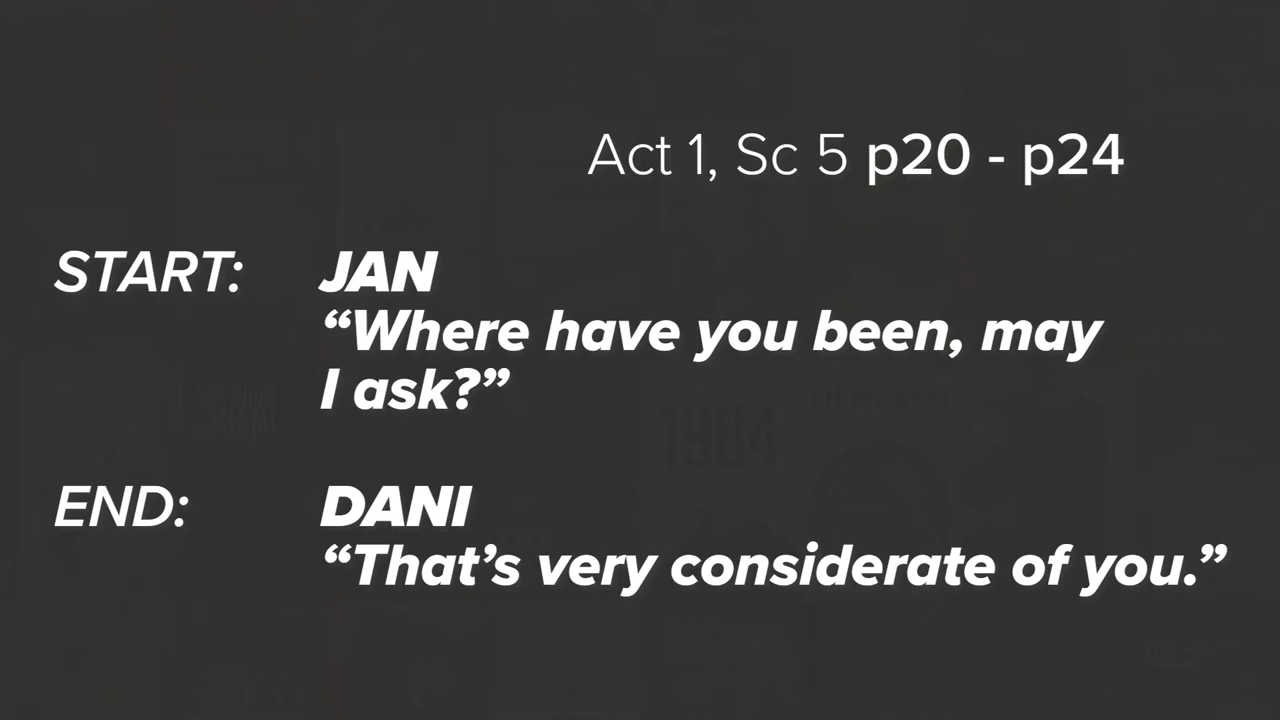 Act 1, Sc 5 p20 - p24
START: JAN
“Where have you been, may
I ask?”
END: DANI
“That’s very considerate of you.”
1984